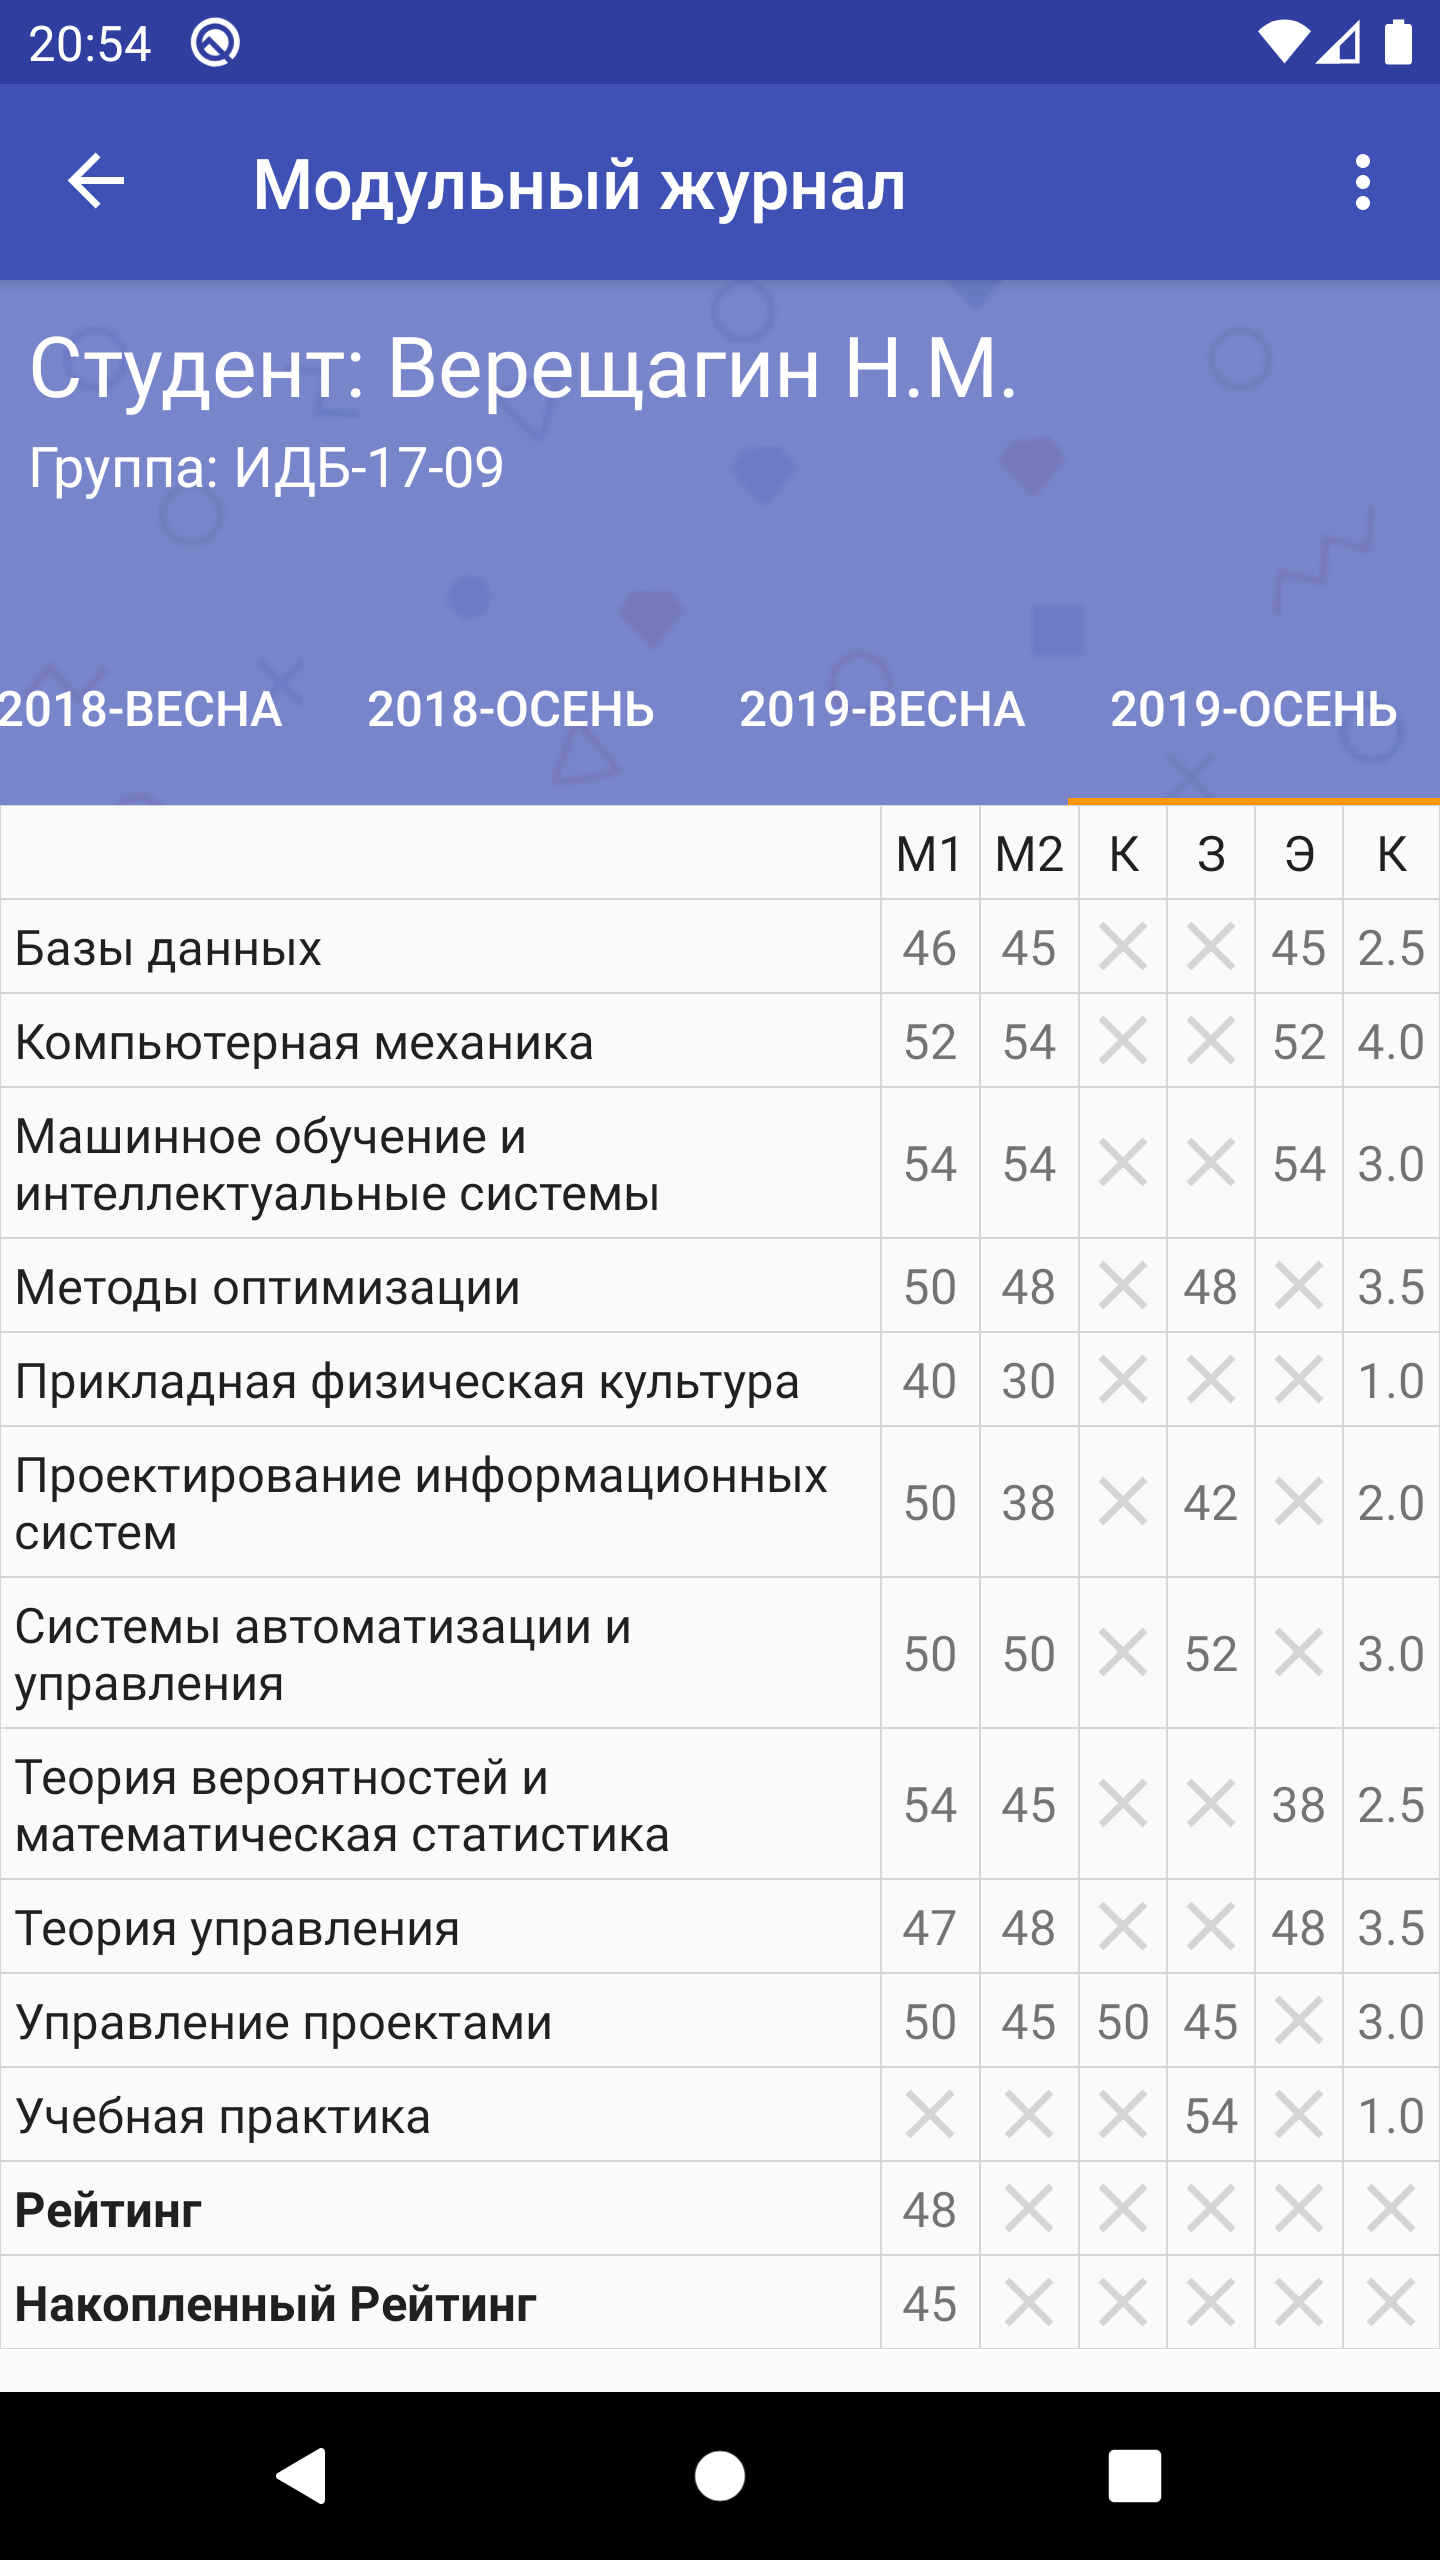 20:54
Модульный журнал
Студент: Верещагин Н.М.
Группа: ИДБ-17-09
2018-ВЕСНА 2018-ОСЕНЬ 2019-ВЕСНА 2019-ОСЕНЬ
М1 М2 К З Э К
Базы данных 46 45 45 2.5
Компьютерная механика 52 54 52 4.0
Машинное обучение и
интеллектуальные системы 54 54 54 3.0
Методы оптимизации 50 48 48 3.5
Прикладная физическая культура 40 30 1.0
Проектирование информационных
систем 50 38 42 2.0
Системы автоматизации и
управления 50 50 52 3.0
Теория вероятностей и
математическая статистика 54 45 38 2.5
Теория управления 47 48 48 3.5
Управление проектами 50 45 50 45 3.0
Учебная практика 54 1.0
Рейтинг 48
Накопленный Рейтинг 45